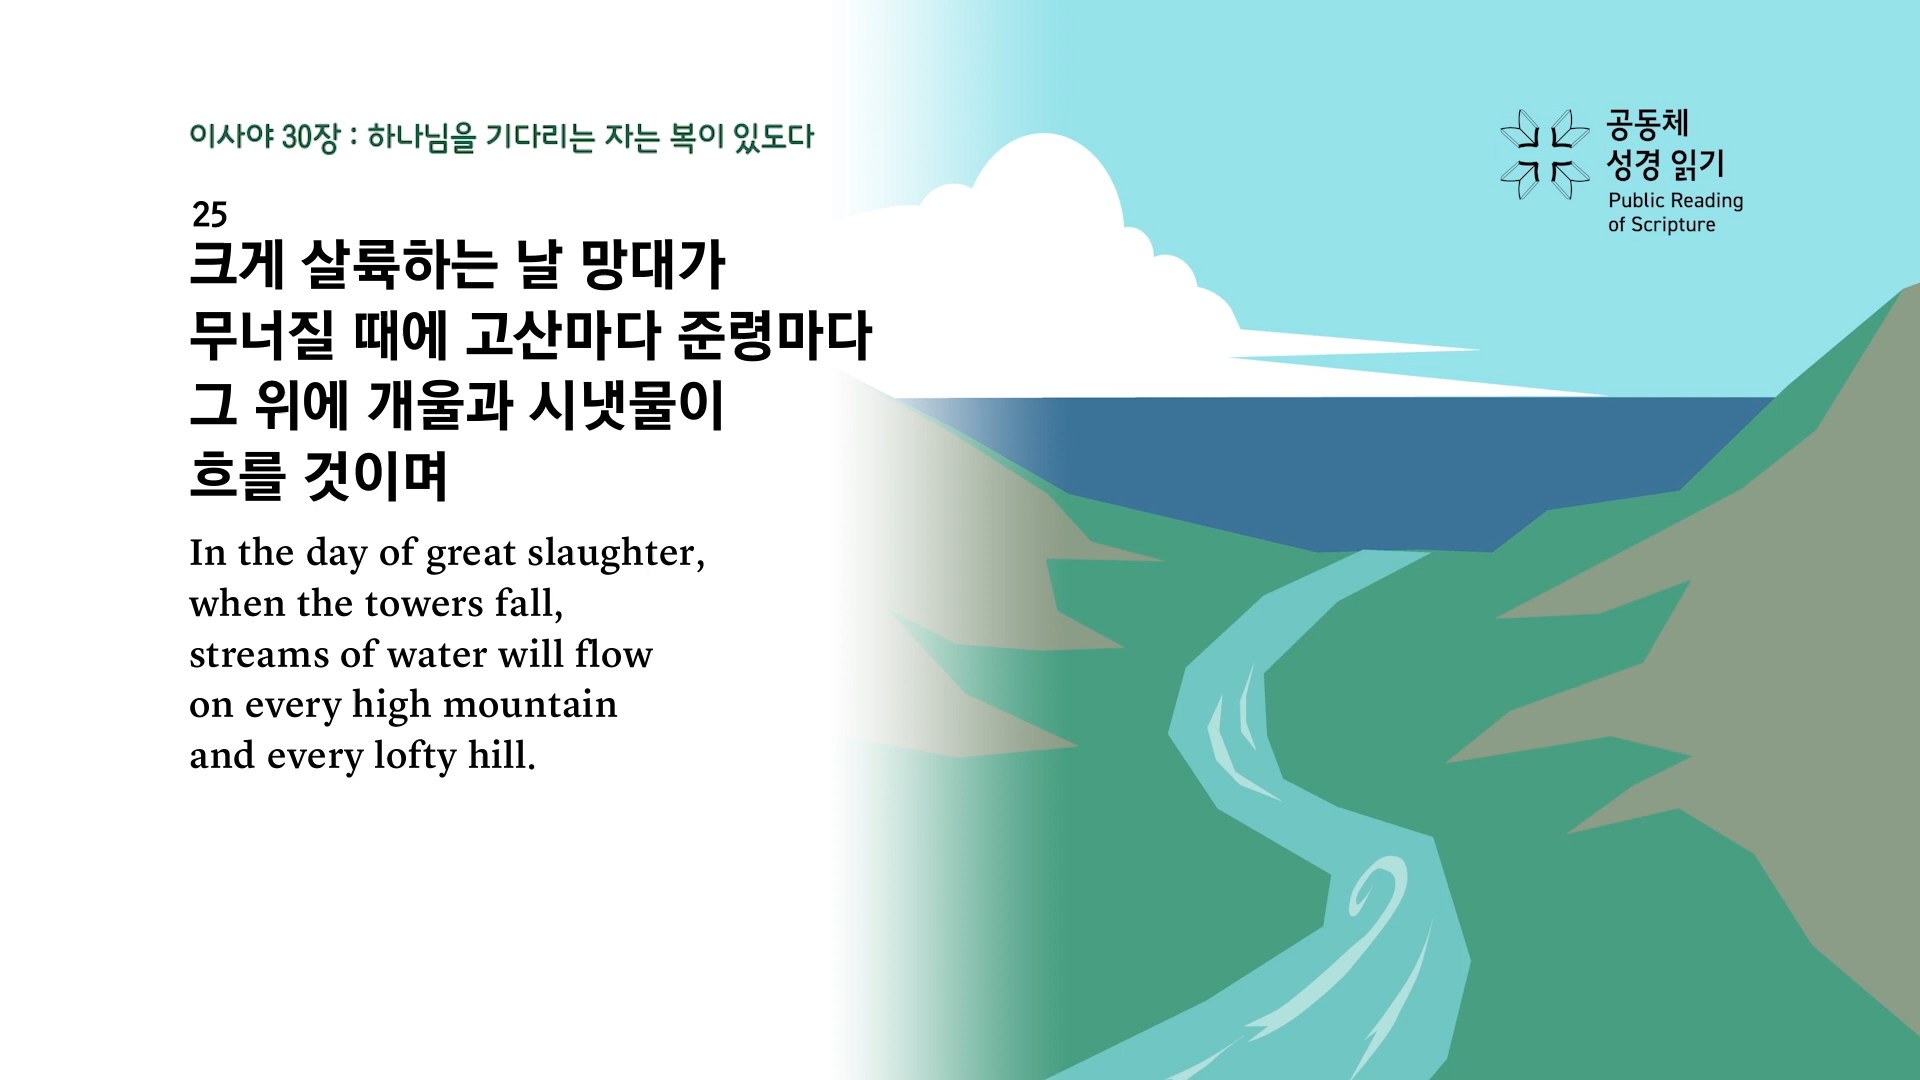 이사야 30장 : 하나님을 기다리는 자는 복이 있도다
25
크게 살륙하는 날 망대가
무너질 때에 고산마다 준령마다
그 위에 개울과 시냇물이
흐를 것이며
In the day of great slaughter,
when the towers fall,
streams of water will flow
on every high mountain
and every lofty hill.
공동체
성경 읽기
Public Reading
of Scripture